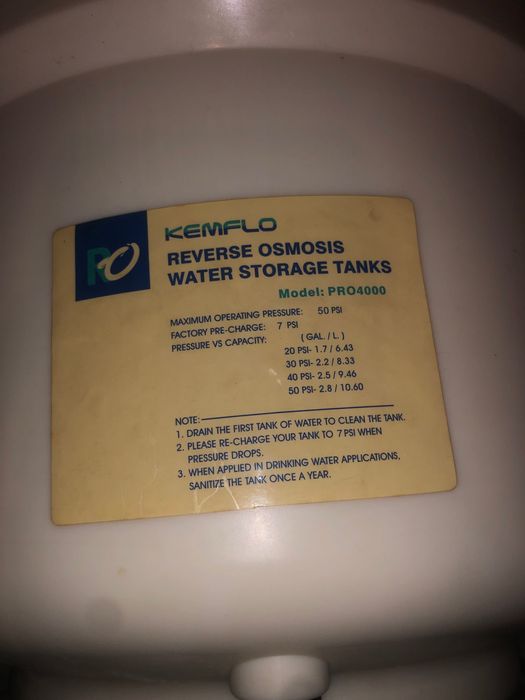 RO
KEMFLO
REVERSE OSMOSIS
WATER STORAGE TANKS
Model: PRO4000
MAXIMUM OPERATING PRESSURE: 50 PSI
FACTORY PRE-CHARGE: 7 PSI
PRESSURE VS CAPACITY: ( GAL. / L. )
20 PSI- 1.7 / 6.43
30 PSI- 2.2 / 8.33
40 PSI- 2.5 / 9.46
50 PSI- 2.8 / 10.60
NOTE:
1. DRAIN THE FIRST TANK OF WATER TO CLEAN THE TANK.
2. PLEASE RE-CHARGE YOUR TANK TO 7 PSI WHEN
PRESSURE DROPS.
3. WHEN APPLIED IN DRINKING WATER APPLICATIONS,
SANITIZE THE TANK ONCE A YEAR.